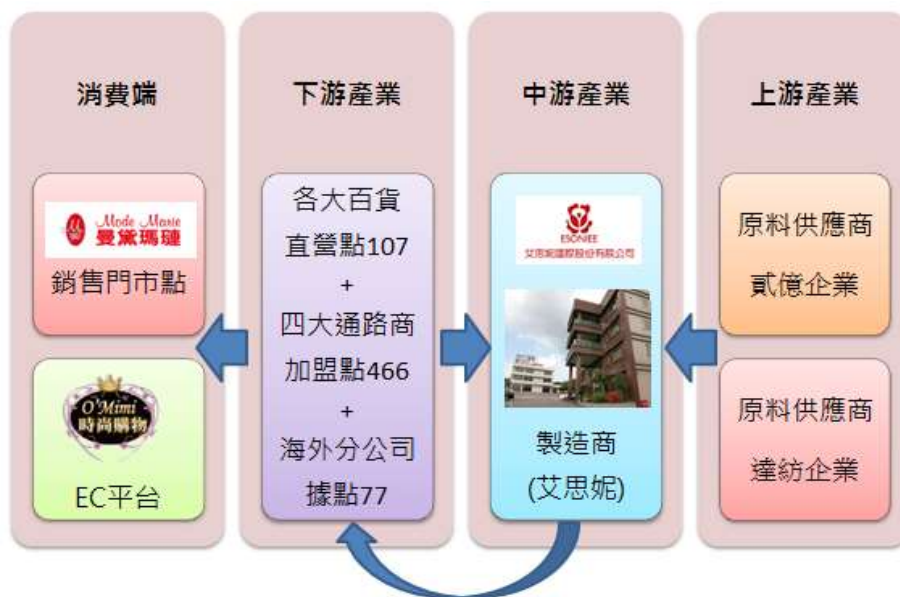 消費端
Mode Marie
曼黛瑪璉
銷售門市點
O'Mimi
時尚購物
EC平台
下游產業
各大百貨
直營點107
+
四大通路商
加盟點466
+
海外分公司
據點77
中游產業
ESONIEE
艾思妮國際股份有限公司
製造商
(艾思妮)
上游產業
原料供應商
貳億企業
原料供應商
達紡企業